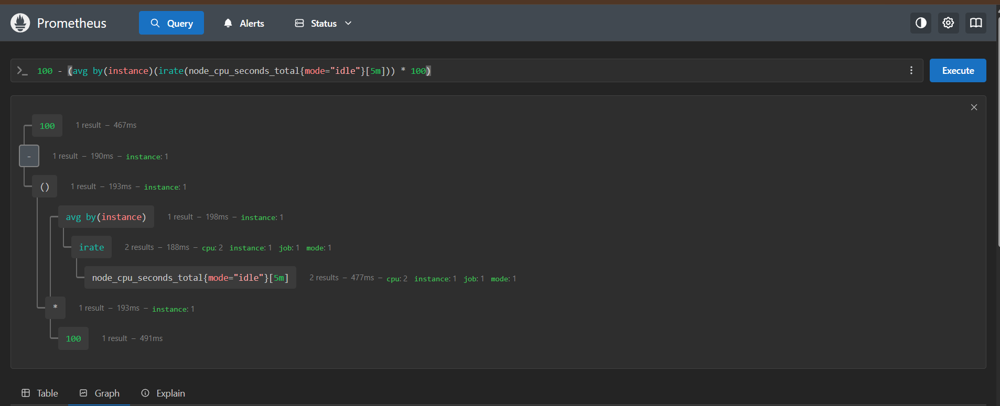 Prometheus Query Alerts Status
>_ 100 - (avg by(instance)(irate(node_cpu_seconds_total{mode="idle"}[5m])) * 100)
Execute
100 1 result – 467ms
- 1 result – 190ms – instance: 1
() 1 result – 193ms – instance: 1
avg by(instance) 1 result – 198ms – instance: 1
irate 2 results – 188ms – cpu: 2 instance: 1 job: 1 mode: 1
node_cpu_seconds_total{mode="idle"}[5m] 2 results – 477ms – cpu: 2 instance: 1 job: 1 mode: 1
* 1 result – 193ms – instance: 1
100 1 result – 491ms
Table Graph Explain